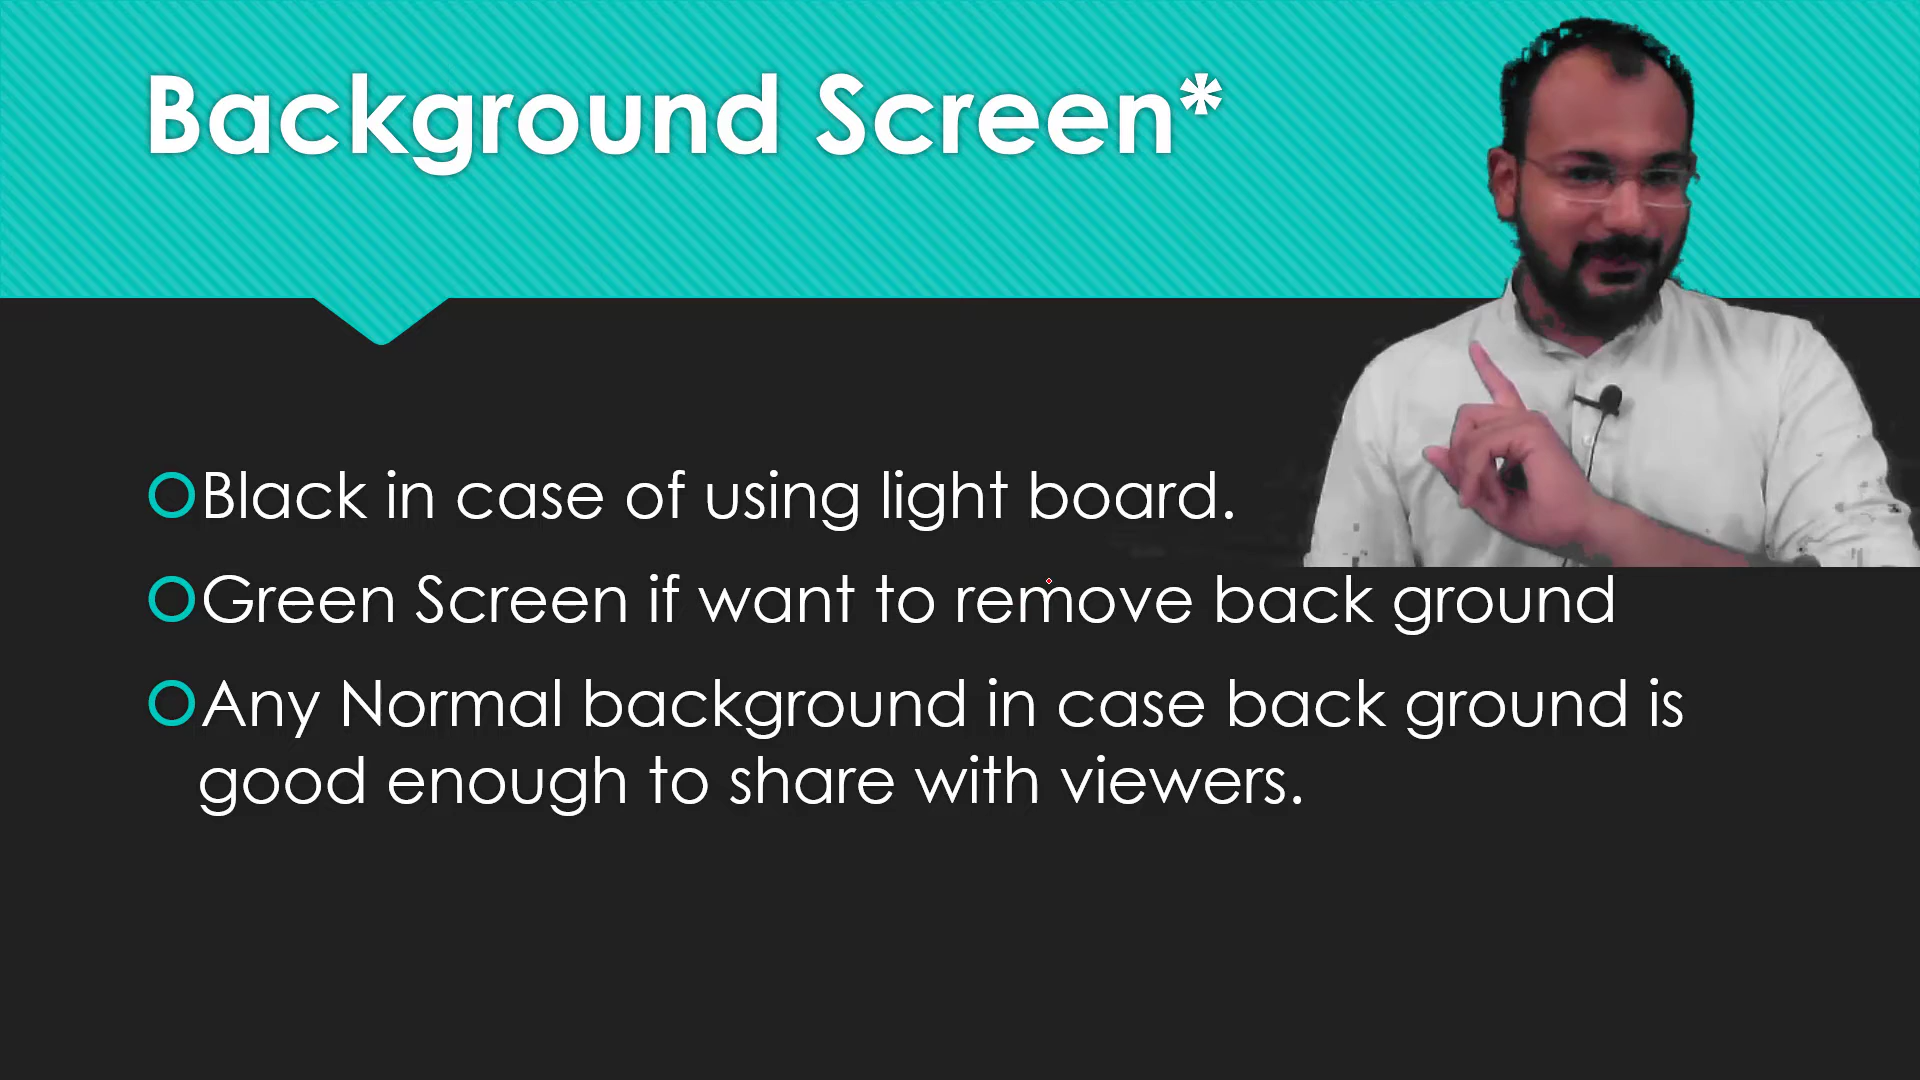 Background Screen*
Black in case of using light board.
Green Screen if want to remove back ground
Any Normal background in case back ground is
good enough to share with viewers.